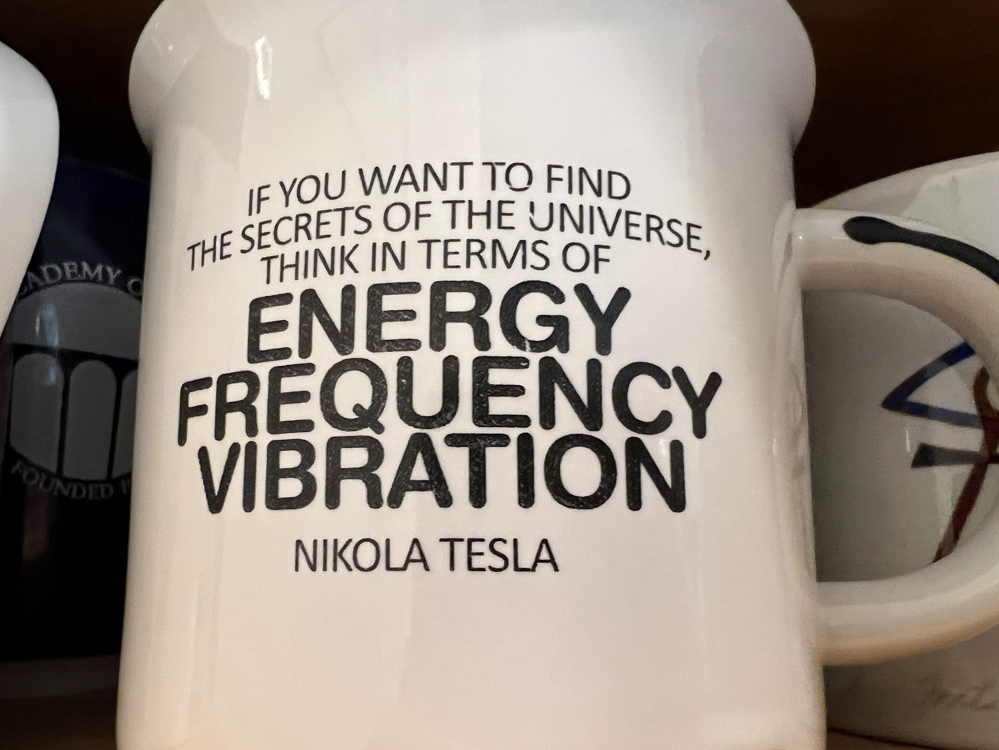 IF YOU WANT TO FIND
THE SECRETS OF THE UNIVERSE,
THINK IN TERMS OF
ENERGY
FREQUENCY
VIBRATION
NIKOLA TESLA
FOUNDED